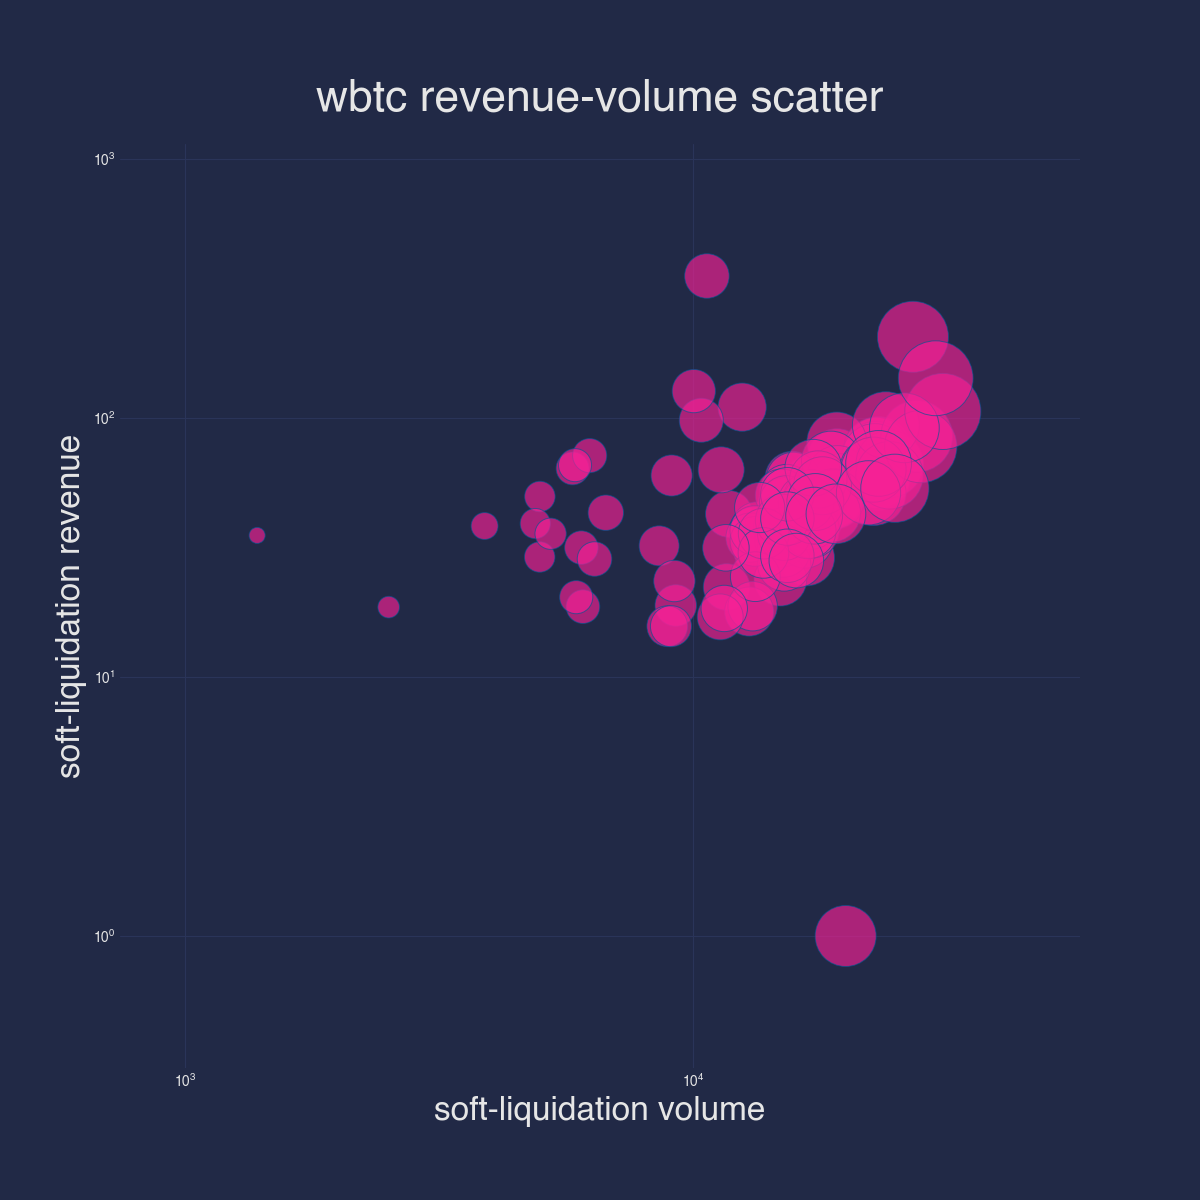 wbtc revenue-volume scatter
10³
10²
10¹
10⁰
soft-liquidation revenue
10³
10⁴
soft-liquidation volume